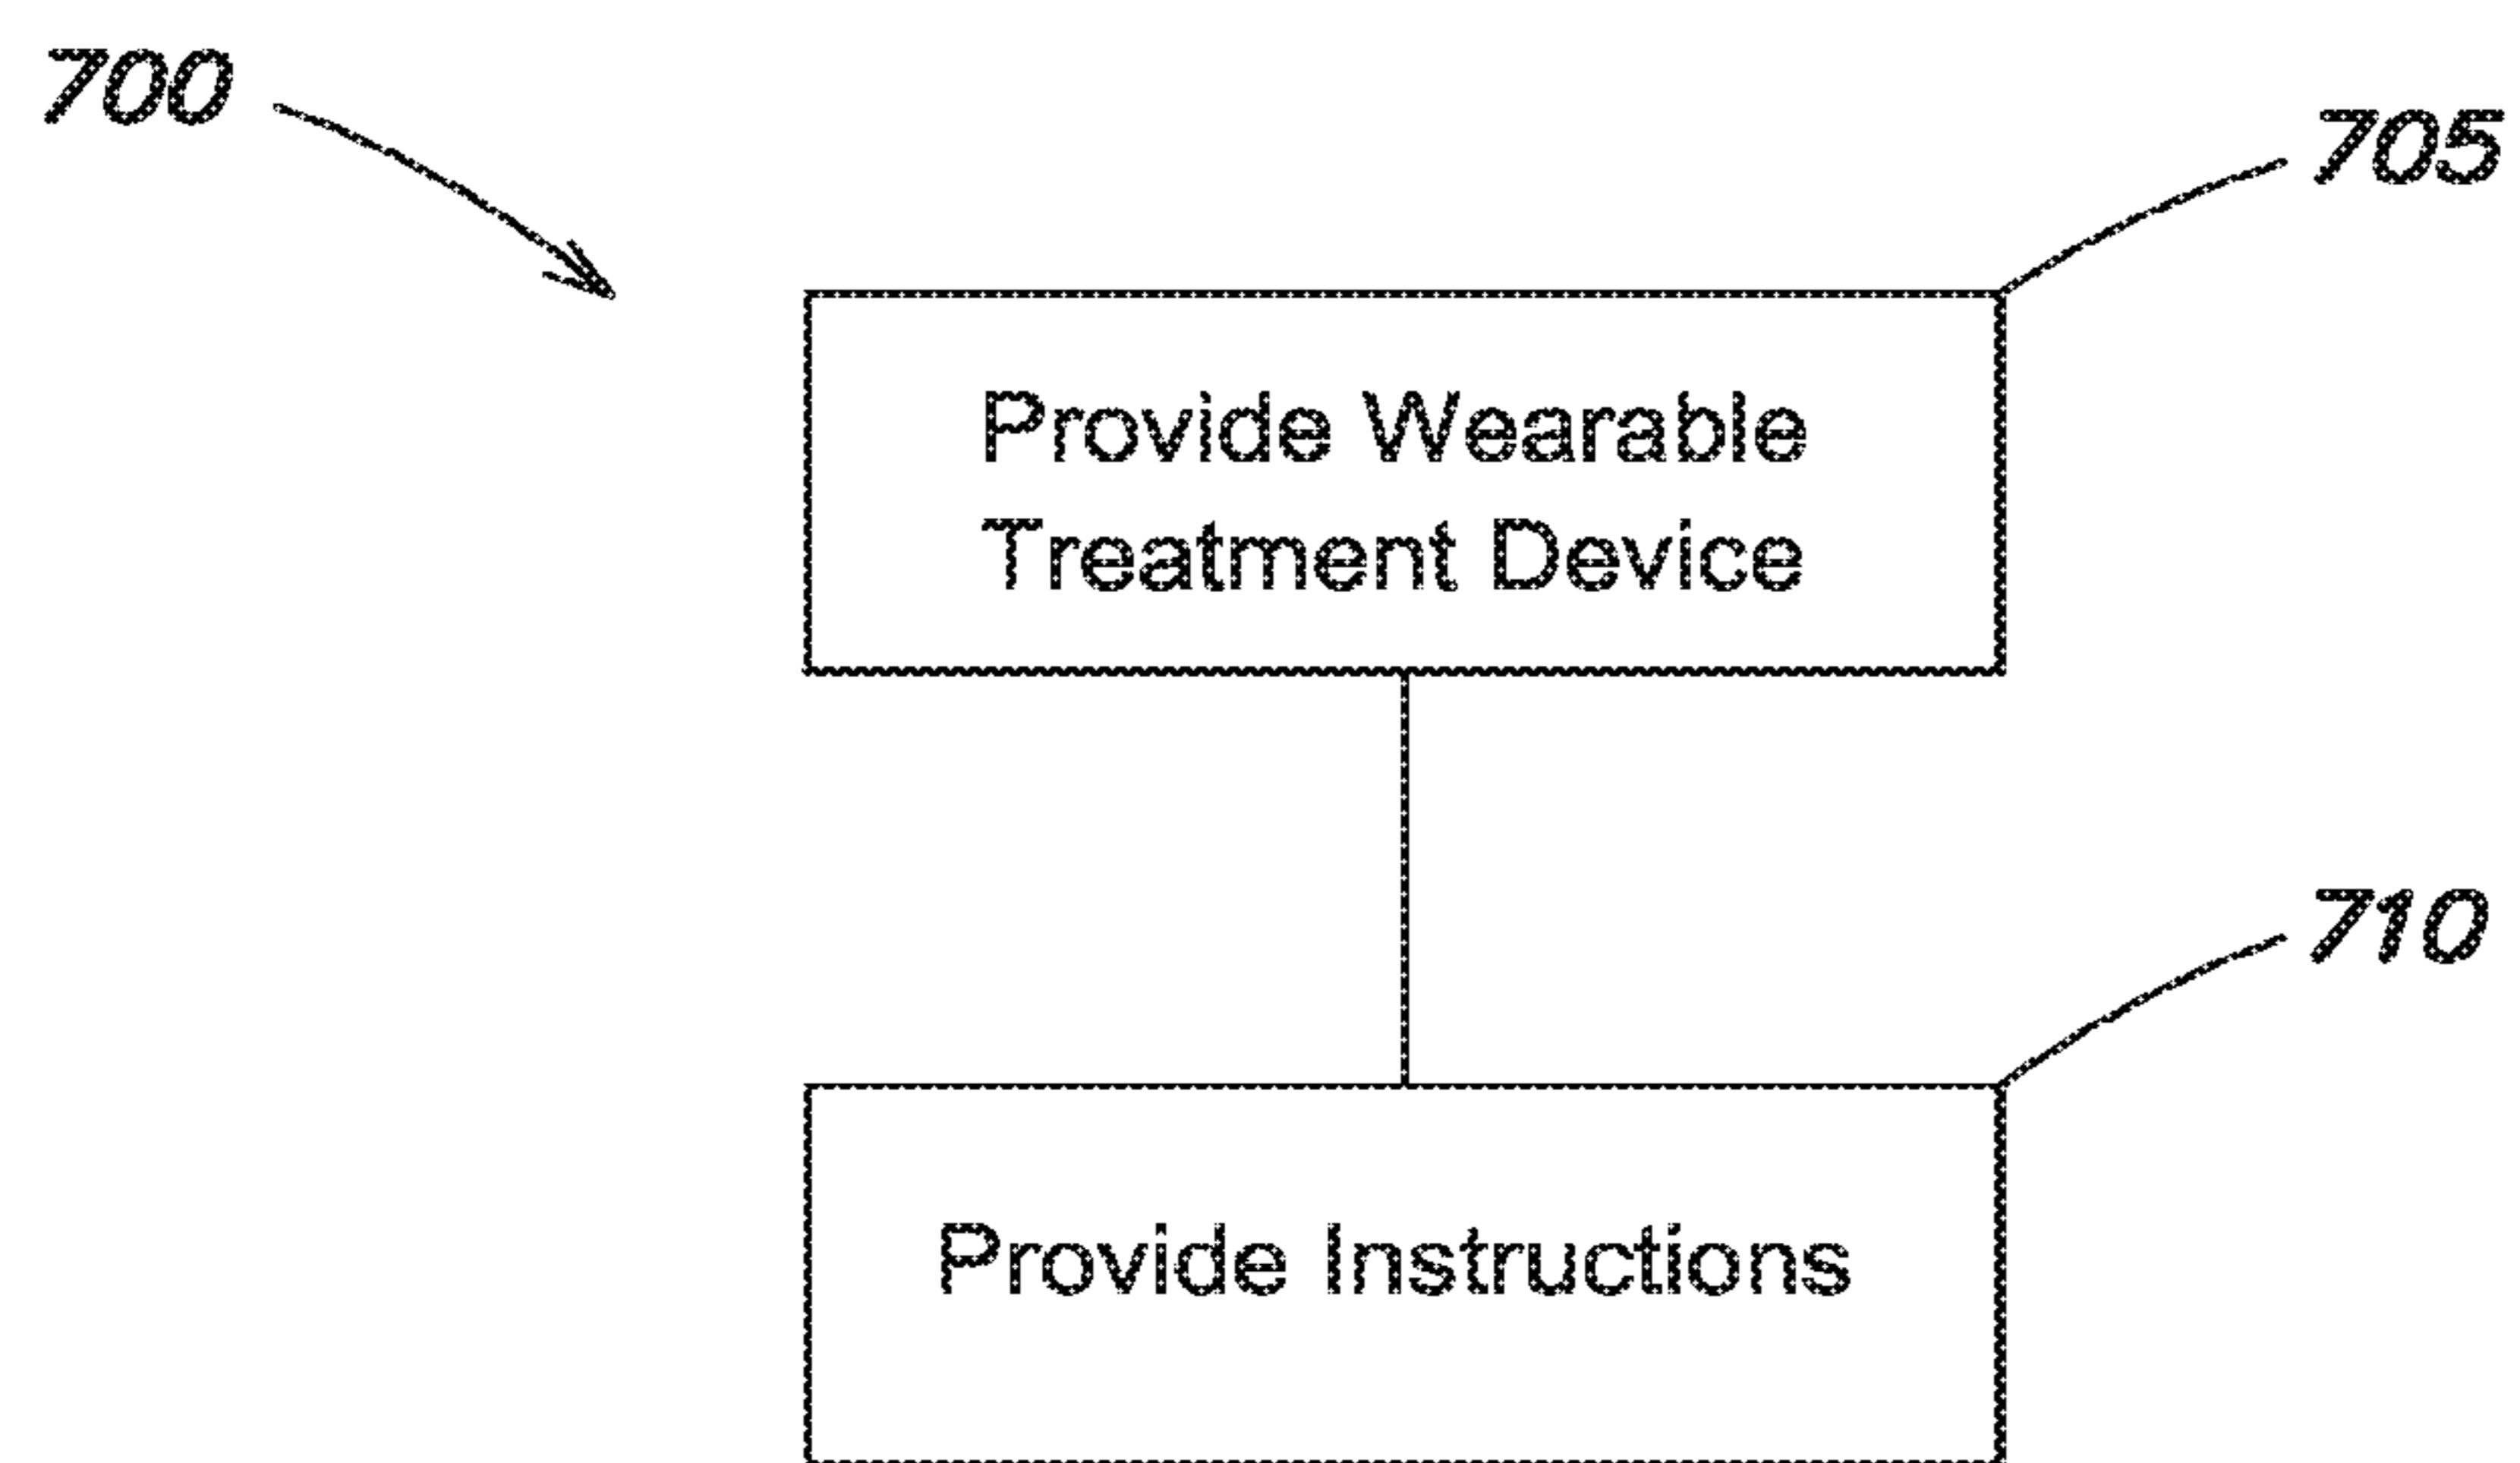 700
705
Provide Wearable
Treatment Device
710
Provide Instructions